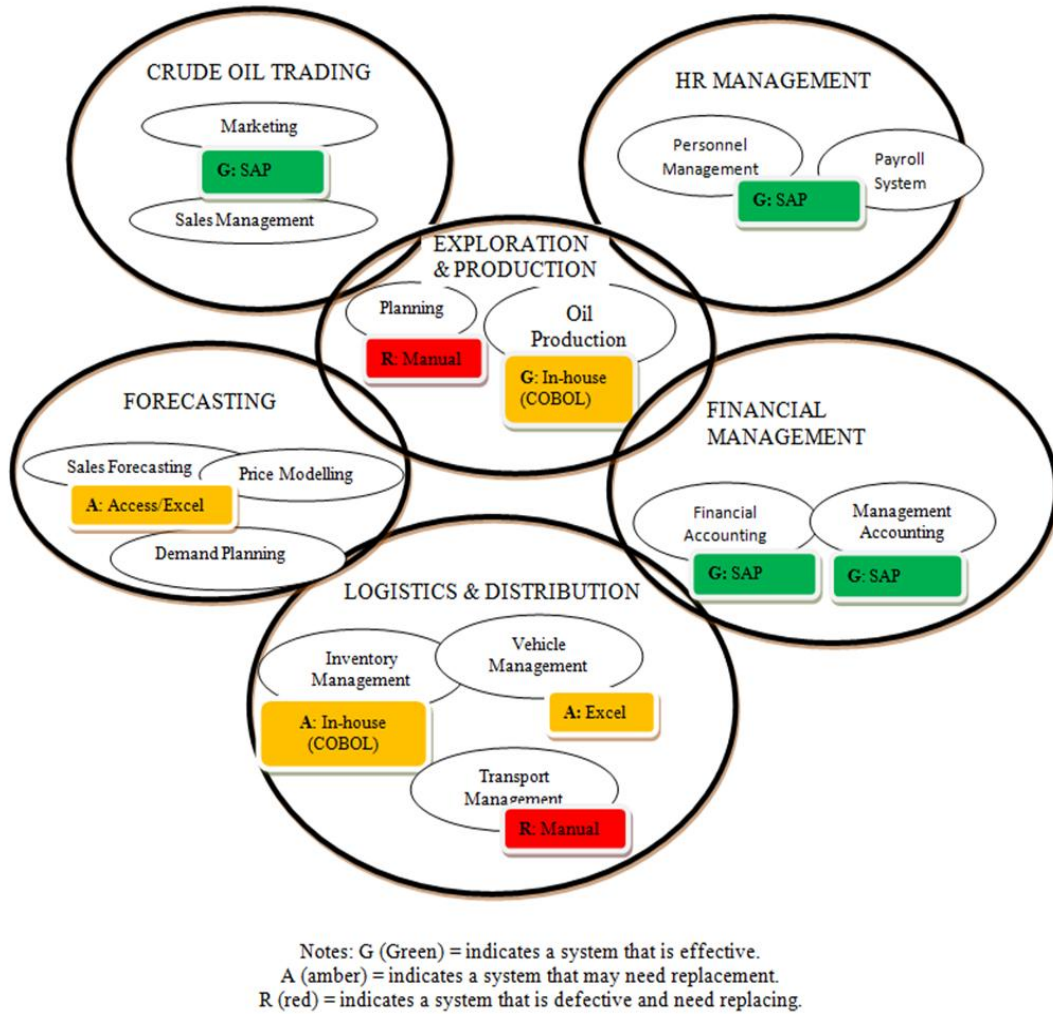 CRUDE OIL TRADING
Marketing
G: SAP
Sales Management
HR MANAGEMENT
Personnel
Management
Payroll
System
G: SAP
EXPLORATION
& PRODUCTION
Planning
R: Manual
Oil
Production
G: In-house
(COBOL)
FORECASTING
Sales Forecasting
Price Modelling
A: Access/Excel
Demand Planning
FINANCIAL
MANAGEMENT
Financial
Accounting
G: SAP
Management
Accounting
G: SAP
LOGISTICS & DISTRIBUTION
Inventory
Management
A: In-house
(COBOL)
Vehicle
Management
A: Excel
Transport
Management
R: Manual
Notes: G (Green) = indicates a system that is effective.
A (amber) = indicates a system that may need replacement.
R (red) = indicates a system that is defective and need replacing.